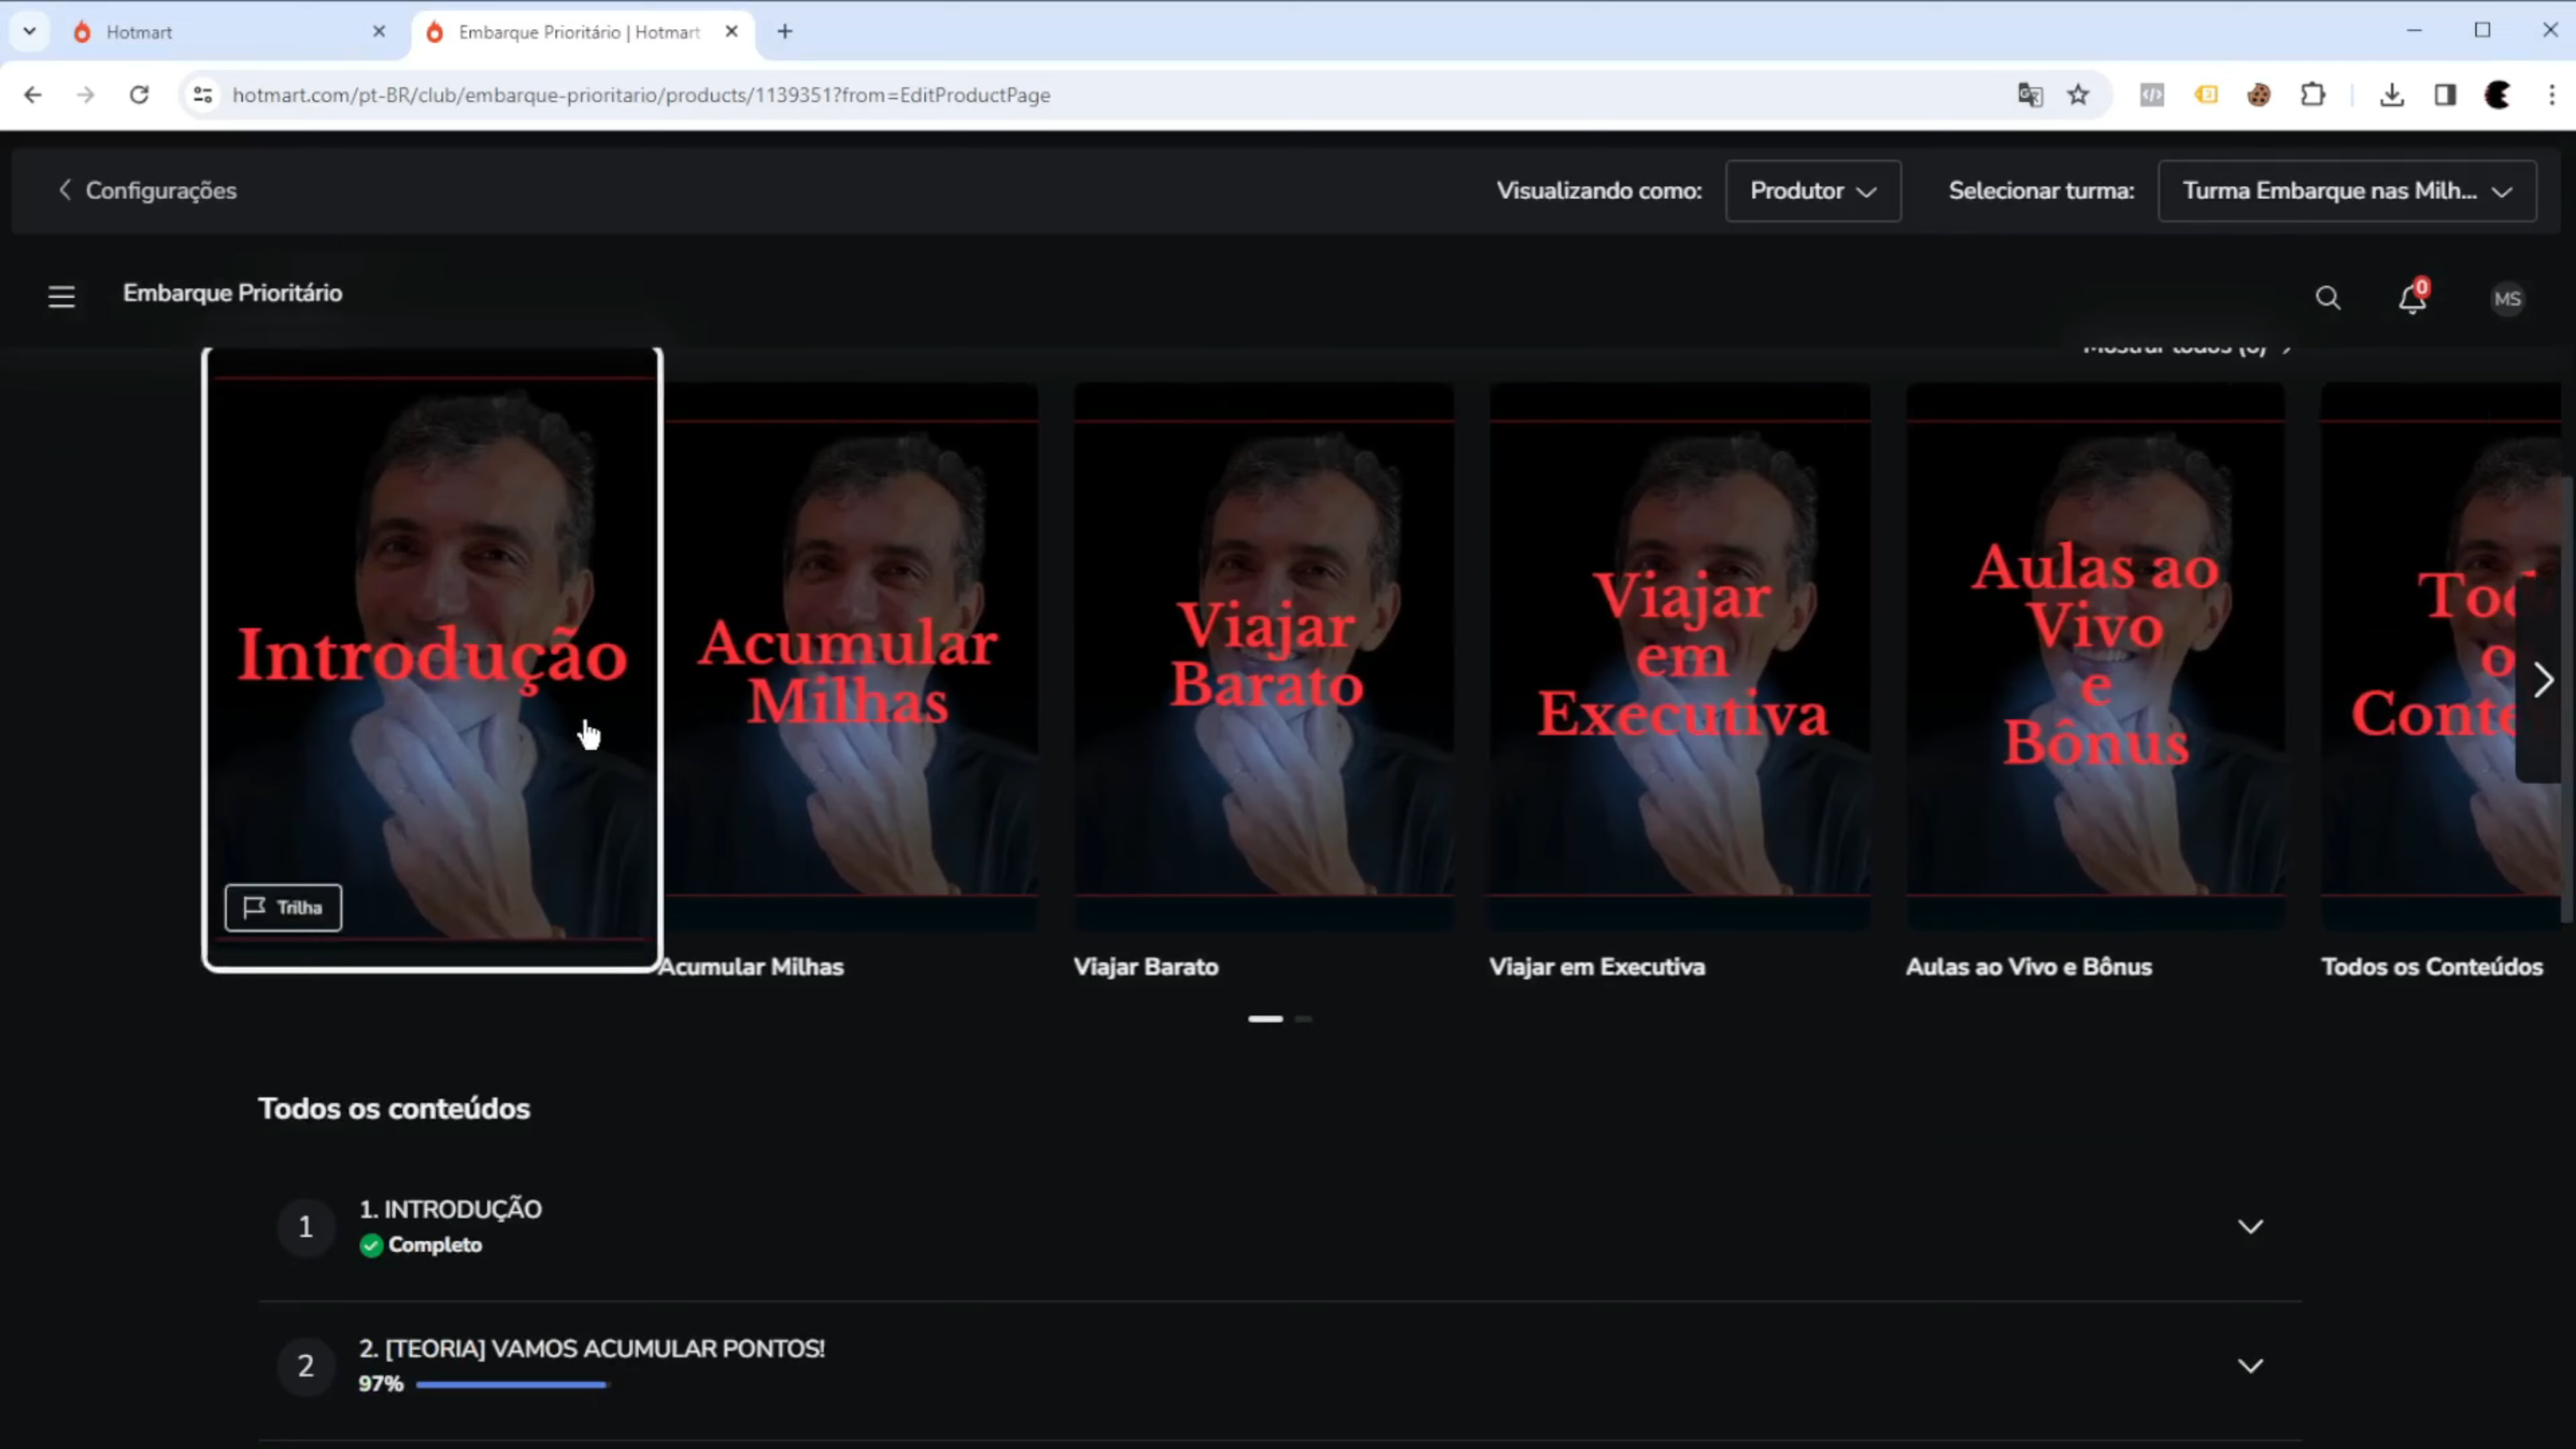 Hotmart
Embarque Prioritário | Hotmart
hotmart.com/pt-BR/club/embarque-prioritario/products/1139351?from=EditProductPage
Configurações
Visualizando como:
Produtor
Selecionar turma:
Turma Embarque nas Milh...
Embarque Prioritário
0
MS
Introdução
Trilha
Acumular
Milhas
Viajar
Barato
Viajar
em
Executiva
Aulas ao
Vivo
e
Bônus
Acumular Milhas
Viajar Barato
Viajar em Executiva
Aulas ao Vivo e Bônus
Todos os Conteúdos
Todos os conteúdos
1
1. INTRODUÇÃO
Completo
2
2. [TEORIA] VAMOS ACUMULAR PONTOS!
97%